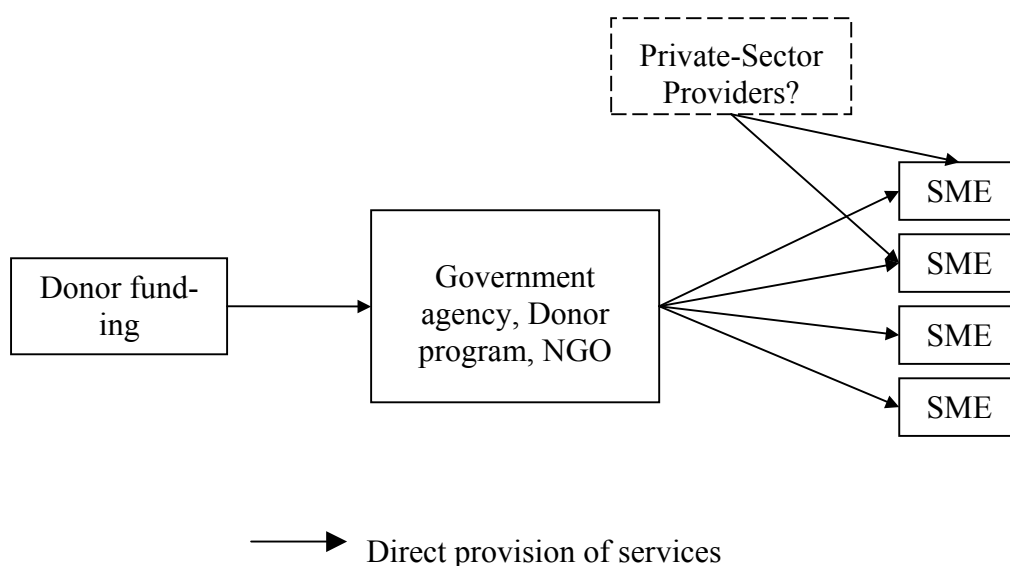 Private-Sector
Providers?
SME
SME
SME
SME
Donor fund-
ing
Government
agency, Donor
program, NGO
Direct provision of services